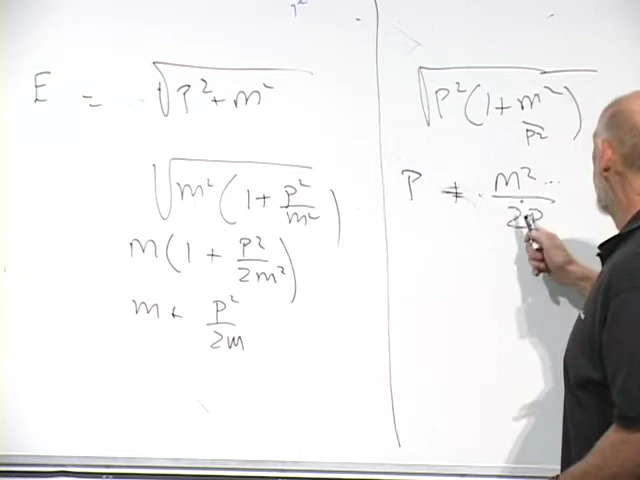 E = √(P² + m²)
√(m² (1 + P²/m²))
m (1 + P²/2m²)
m + P²/2m
√(P² (1 + m²/P²))
P + m².../2P